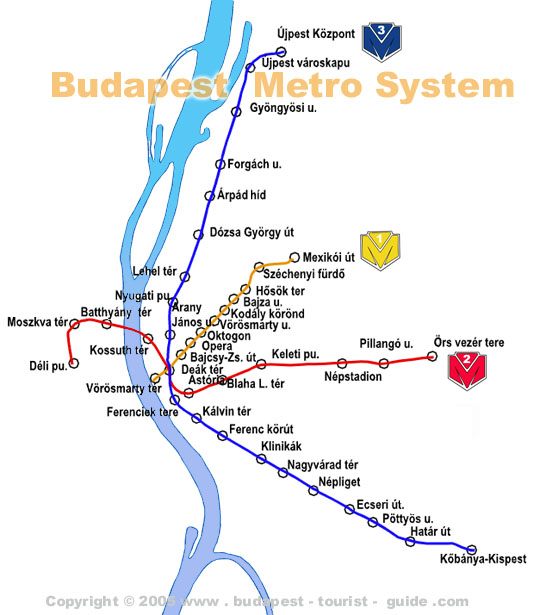 Újpest Központ
3
Ujpest városkapu
Budapest Metro System
Gyöngyösi u.
Forgách u.
Árpád híd
Dózsa György út
Mexikói út
1
Széchenyi fürdő
Lehel tér
Hősök ter
Nyugati pu.
Bajza u.
Arany
János u.
Kodály körönd
Vörösmarty u.
Moszkva tér
Batthyány tér
Oktogon
Opera
Kossuth tér
Bajcsy-Zs. út
Keleti pu.
Pillangó u.
Örs vezér tere
2
Déli pu.
Deák tér
Népstadion
Vörösmarty tér
Astória
Blaha L. tér
Ferenciek tere
Kálvin tér
Ferenc körút
Klinikák
Nagyvárad tér
Népliget
Ecseri út.
Pöttyös u.
Határ út
Kőbánya-Kispest
Copyright © 2005 www . budapest - tourist - guide .com